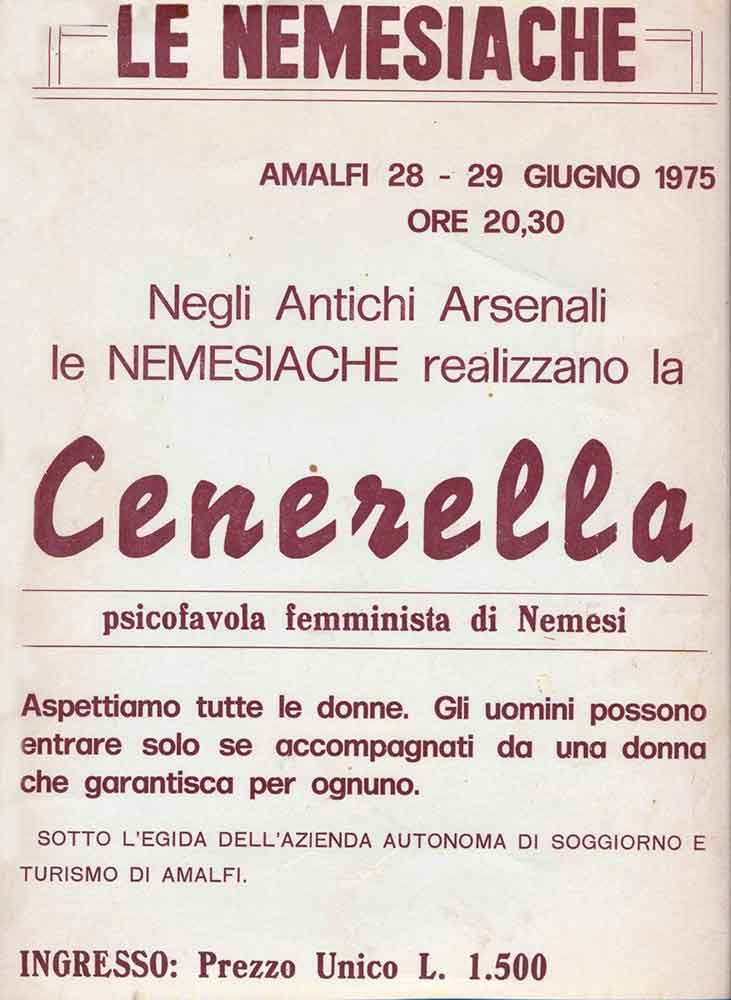 LE NEMESIACHE
AMALFI 28 - 29 GIUGNO 1975
ORE 20,30
Negli Antichi Arsenali
le NEMESIACHE realizzano la
Cenerella
psicofavola femminista di Nemesi
Aspettiamo tutte le donne. Gli uomini possono
entrare solo se accompagnati da una donna
che garantisca per ognuno.
SOTTO L'EGIDA DELL'AZIENDA AUTONOMA DI SOGGIORNO E
TURISMO DI AMALFI.
INGRESSO: Prezzo Unico L. 1.500